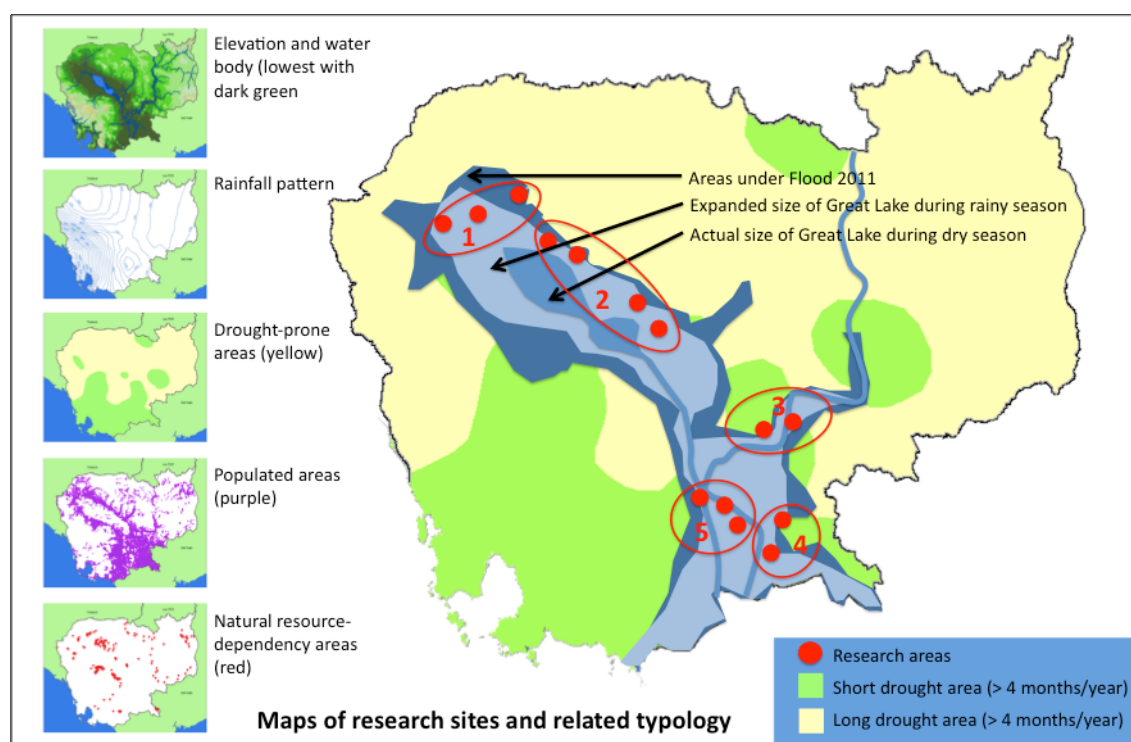 Elevation and water
body (lowest with
dark green
Rainfall pattern
Drought-prone
areas (yellow)
Populated areas
(purple)
Natural resource-
dependency areas
(red)
Areas under Flood 2011
Expanded size of Great Lake during rainy season
Actual size of Great Lake during dry season
1
2
3
4
5
Maps of research sites and related typology
Research areas
Short drought area (> 4 months/year)
Long drought area (> 4 months/year)